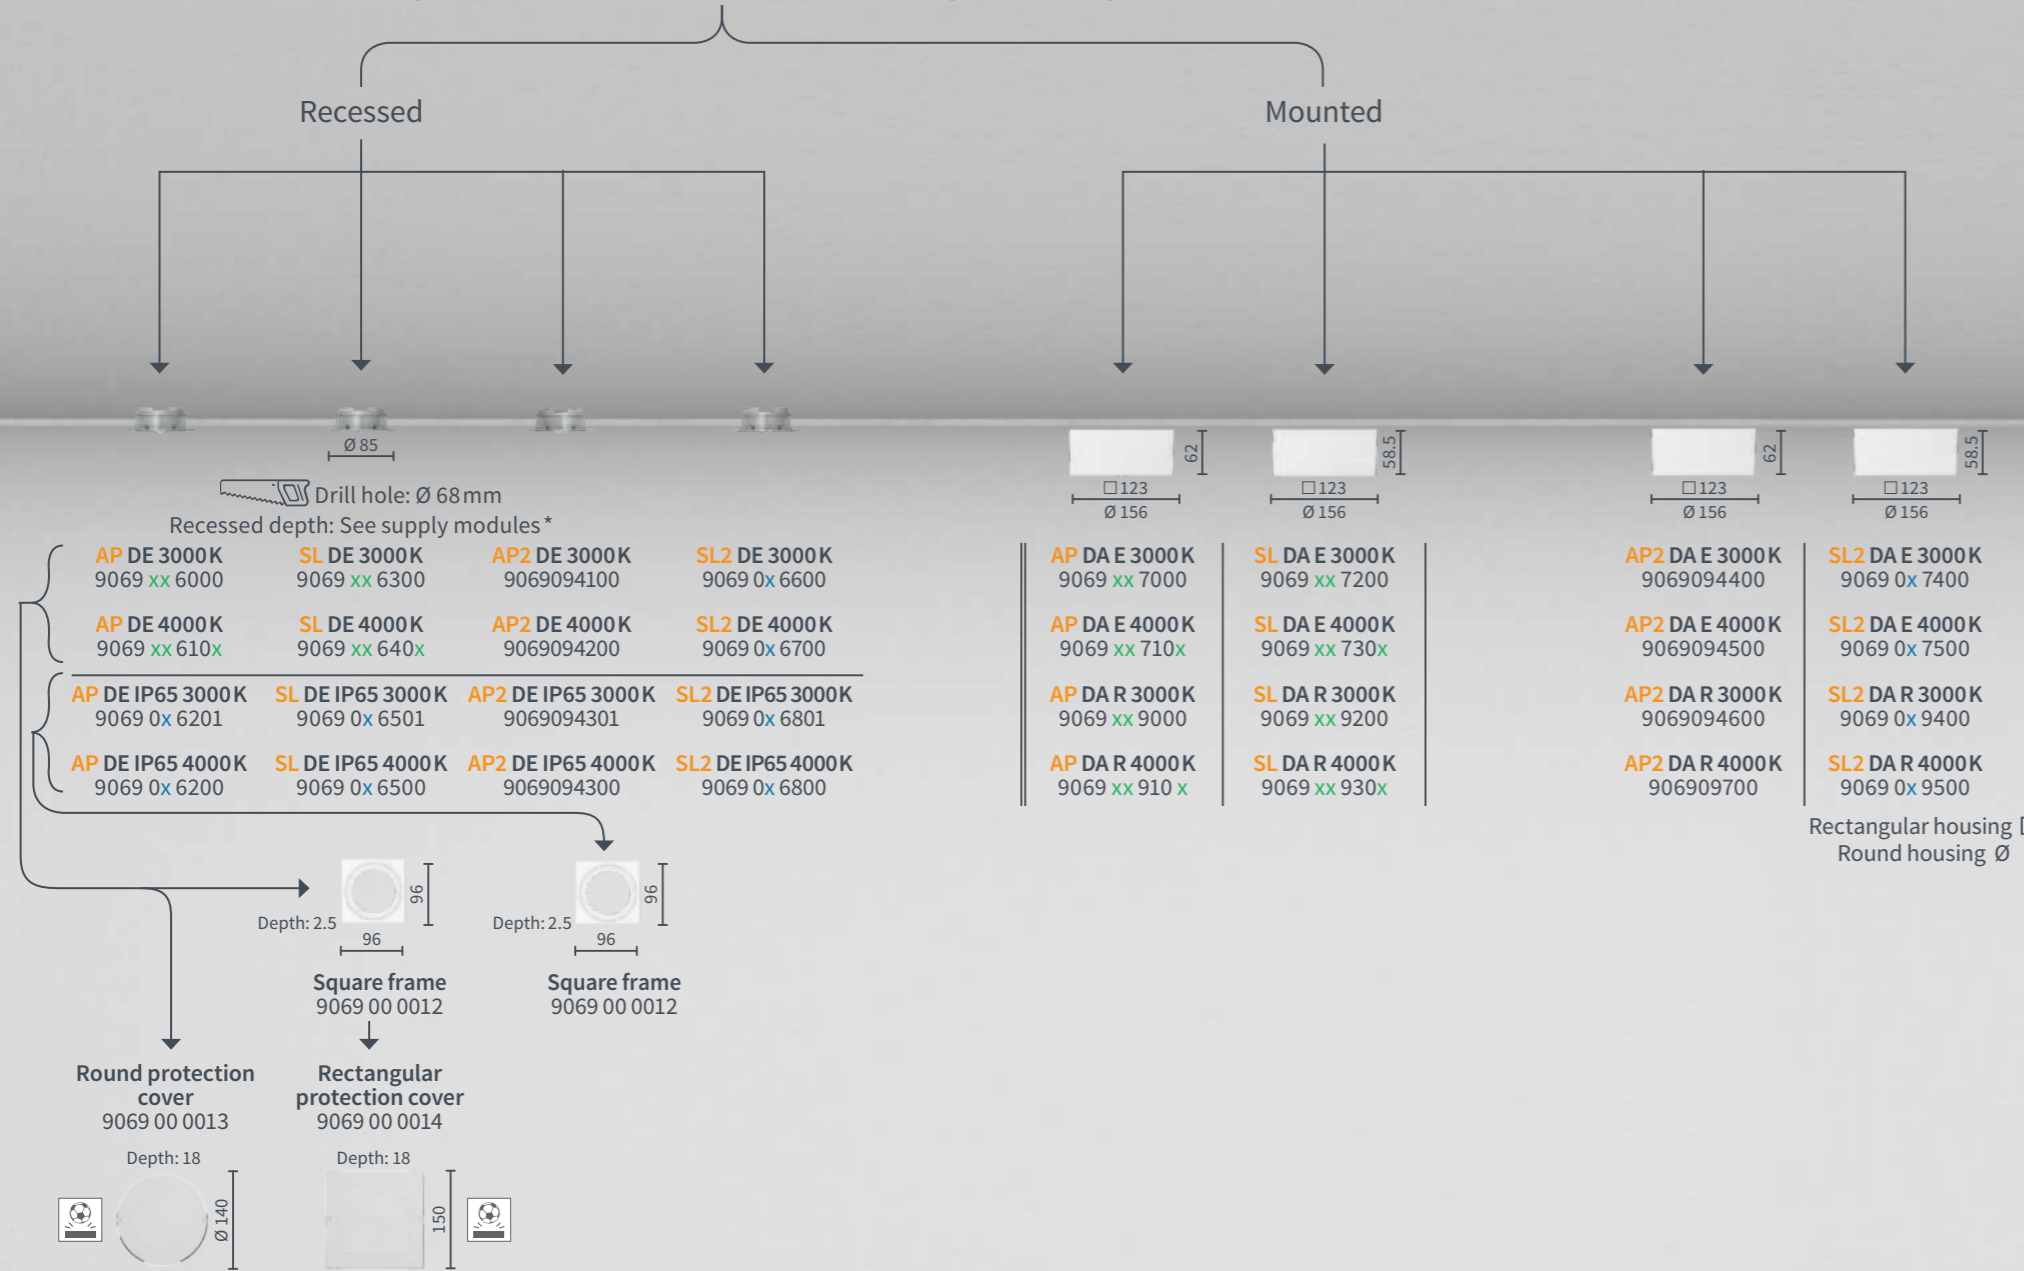 Recessed
Mounted
Ø 85
Drill hole: Ø 68 mm
Recessed depth: See supply modules*
AP DE 3000 K
9069 xx 6000
SL DE 3000 K
9069 xx 6300
AP2 DE 3000 K
9069094100
SL2 DE 3000 K
9069 0x 6600
AP DE 4000 K
9069 xx 610x
SL DE 4000 K
9069 xx 640x
AP2 DE 4000 K
9069094200
SL2 DE 4000 K
9069 0x 6700
AP DE IP65 3000 K
9069 0x 6201
SL DE IP65 3000 K
9069 0x 6501
AP2 DE IP65 3000 K
9069094301
SL2 DE IP65 3000 K
9069 0x 6801
AP DE IP65 4000 K
9069 0x 6200
SL DE IP65 4000 K
9069 0x 6500
AP2 DE IP65 4000 K
9069094300
SL2 DE IP65 4000 K
9069 0x 6800
62
□ 123
Ø 156
58.5
□ 123
Ø 156
62
□ 123
Ø 156
58.5
□ 123
Ø 156
AP DA E 3000 K
9069 xx 7000
SL DA E 3000 K
9069 xx 7200
AP2 DA E 3000 K
9069094400
SL2 DA E 3000 K
9069 0x 7400
AP DA E 4000 K
9069 xx 710x
SL DA E 4000 K
9069 xx 730x
AP2 DA E 4000 K
9069094500
SL2 DA E 4000 K
9069 0x 7500
AP DA R 3000 K
9069 xx 9000
SL DA R 3000 K
9069 xx 9200
AP2 DA R 3000 K
9069094600
SL2 DA R 3000 K
9069 0x 9400
AP DA R 4000 K
9069 xx 910 x
SL DA R 4000 K
9069 xx 930x
AP2 DA R 4000 K
906909700
SL2 DA R 4000 K
9069 0x 9500
Rectangular housing □
Round housing Ø
Depth: 2.5
96
96
Square frame
9069 00 0012
Depth: 2.5
96
96
Square frame
9069 00 0012
Round protection
cover
9069 00 0013
Depth: 18
Ø 140
Rectangular
protection cover
9069 00 0014
Depth: 18
150